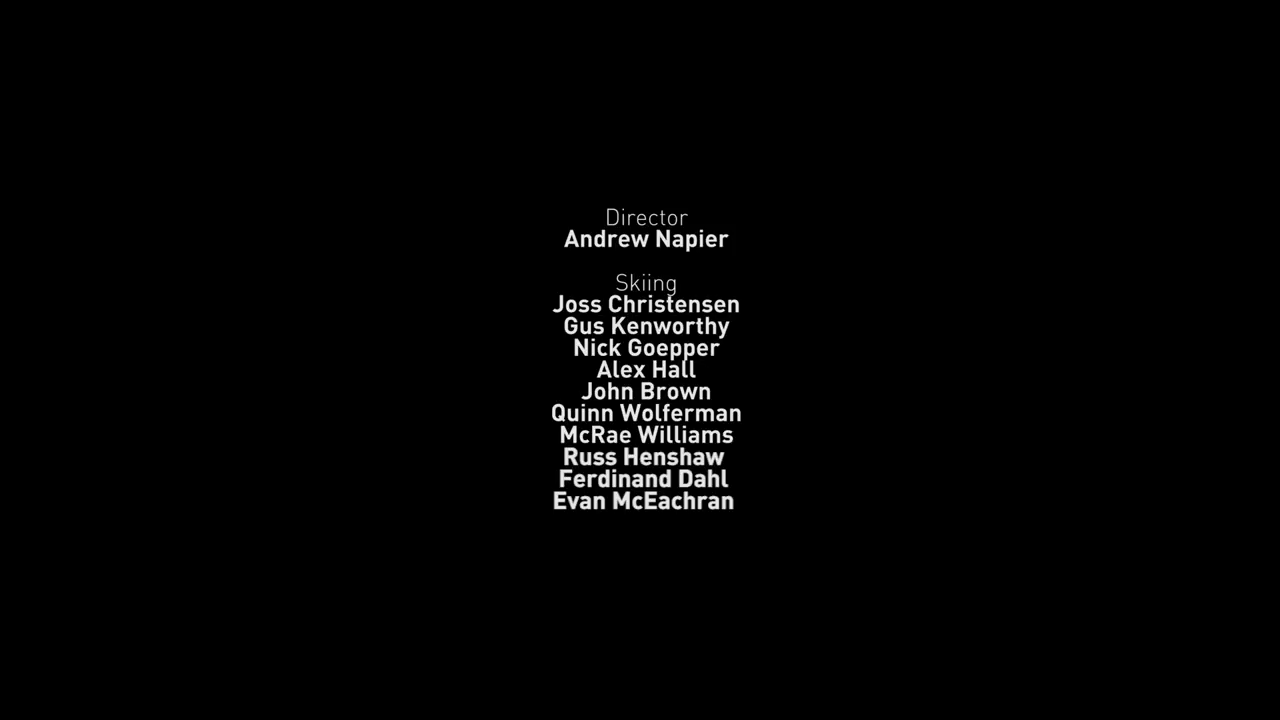 Director
Andrew Napier
Skiing
Joss Christensen
Gus Kenworthy
Nick Goepper
Alex Hall
John Brown
Quinn Wolferman
McRae Williams
Russ Henshaw
Ferdinand Dahl
Evan McEachran